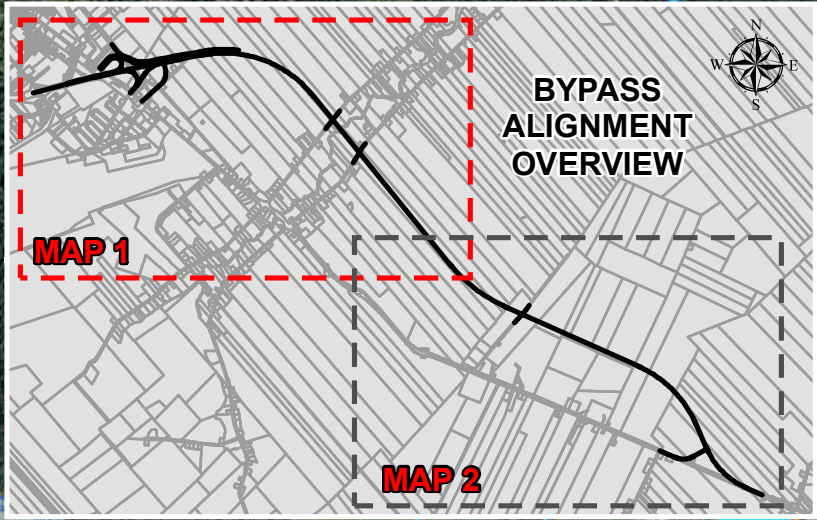 N
W E
S
BYPASS
ALIGNMENT
OVERVIEW
MAP 1
MAP 2